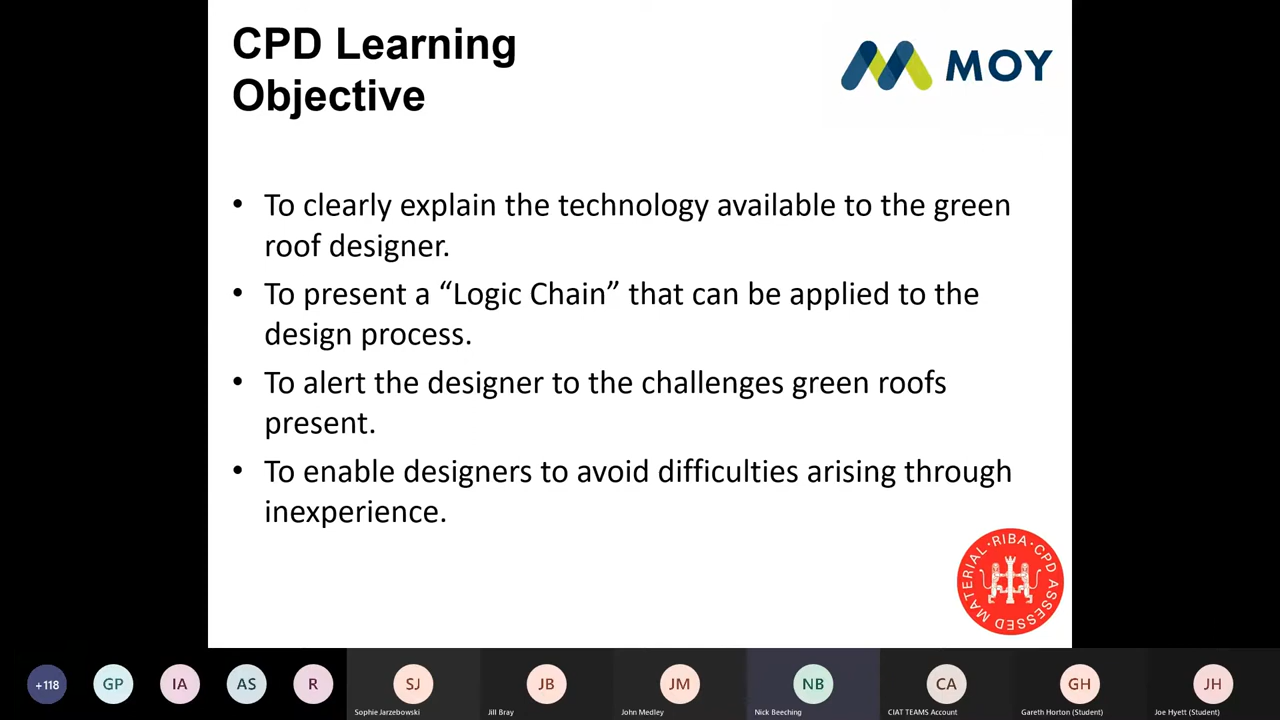 CPD Learning
Objective
MOY
• To clearly explain the technology available to the green
roof designer.
• To present a “Logic Chain” that can be applied to the
design process.
• To alert the designer to the challenges green roofs
present.
• To enable designers to avoid difficulties arising through
inexperience.
MATERIAL · RIBA · CPD ASSESSED
+118
GP
IA
AS
R
SJ
JB
JM
NB
CA
GH
JH
Sophie Jarzebowski
Jill Bray
John Medley
Nick Beeching
CIAT TEAMS Account
Gareth Horton (Student)
Joe Hyett (Student)